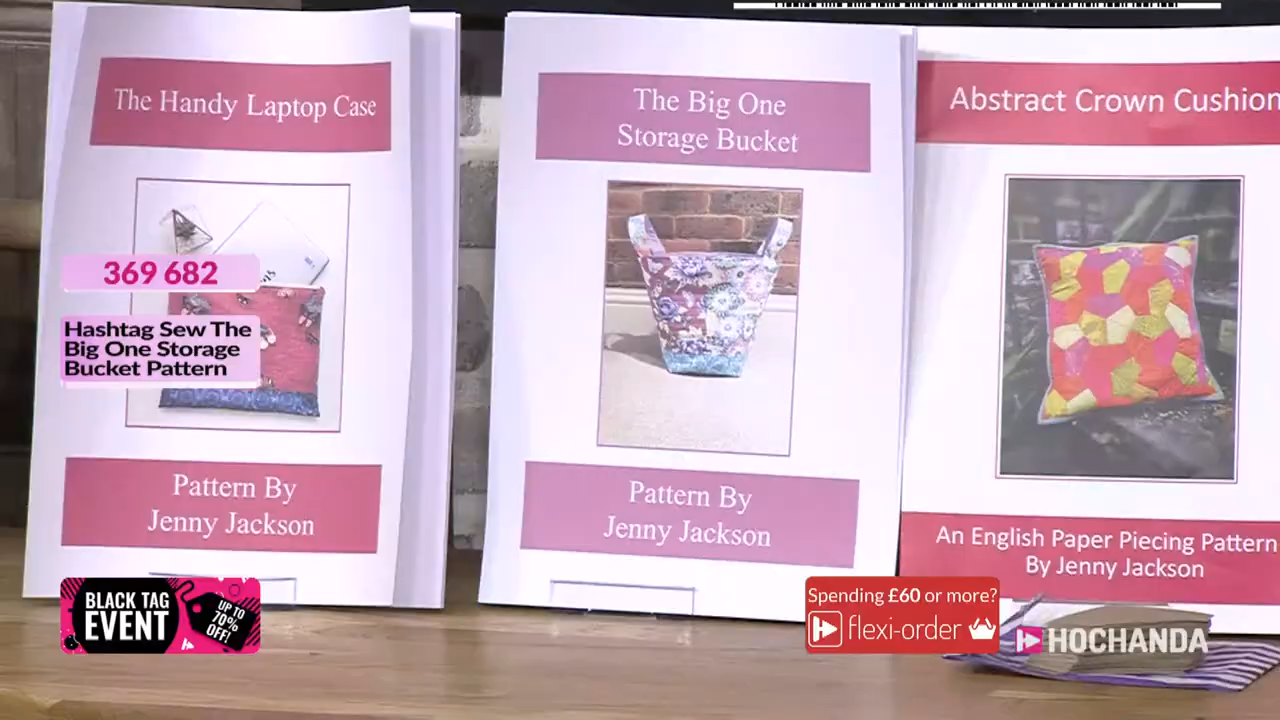 The Handy Laptop Case
Pattern By
Jenny Jackson
The Big One
Storage Bucket
Pattern By
Jenny Jackson
Abstract Crown Cushion
An English Paper Piecing Pattern
By Jenny Jackson
369 682
Hashtag Sew The
Big One Storage
Bucket Pattern
BLACK TAG
EVENT
UP TO
70%
OFF!
Spending £60 or more?
flexi-order
HOCHANDA